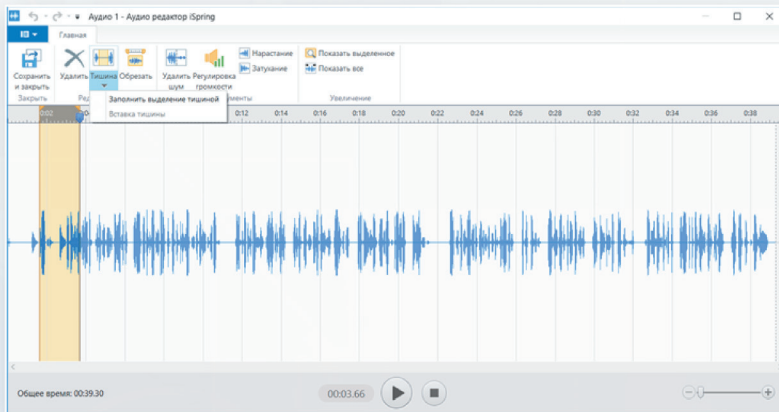 Аудио 1 - Аудио редактор iSpring
Главная
Сохранить и закрыть
Удалить
Тишина
Обрезать
Удалить шум
Регулировка громкости
Нарастание
Затухание
Показать выделенное
Показать все
Закрыть
Увеличение
Заполнить выделение тишиной
Вставка тишины
0:02
0:12 0:14 0:16 0:18 0:20 0:22 0:24 0:26 0:28 0:30 0:32 0:34 0:36 0:38
Общее время: 00:39.30
00:03.66